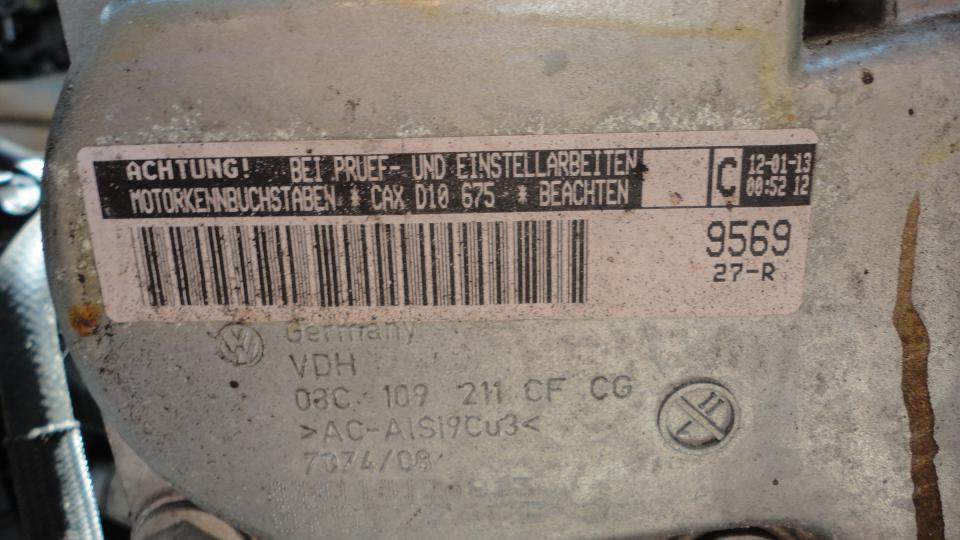 ACHTUNG! BEI PRUEF- UND EINSTELLARBEITEN
MOTORKENNBUCHSTABEN * CAX D10 675 * BEACHTEN
C
12-01-13
00:52 12
9569
27-R
Germany
VDH
03C 109 211 CF CG
>AC-AlSi9Cu3<
7074/08